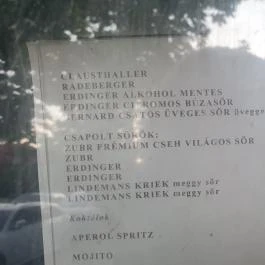 CLAUSTHALLER
RADEBERGER
ERDINGER ALKOHOL MENTES
ERDINGER CITROMOS BÚZASÖR
BERNARD CSATOS ÜVEGES SÖR üvegge
CSAPOLT SÖRÖK:
ZUBR PRÉMIUM CSEH VILÁGOS SÖR
ZUBR
ERDINGER
ERDINGER
LINDEMANS KRIEK meggy sör
LINDEMANS KRIEK meggy sör
Koktélok
APEROL SPRITZ
MOJITO